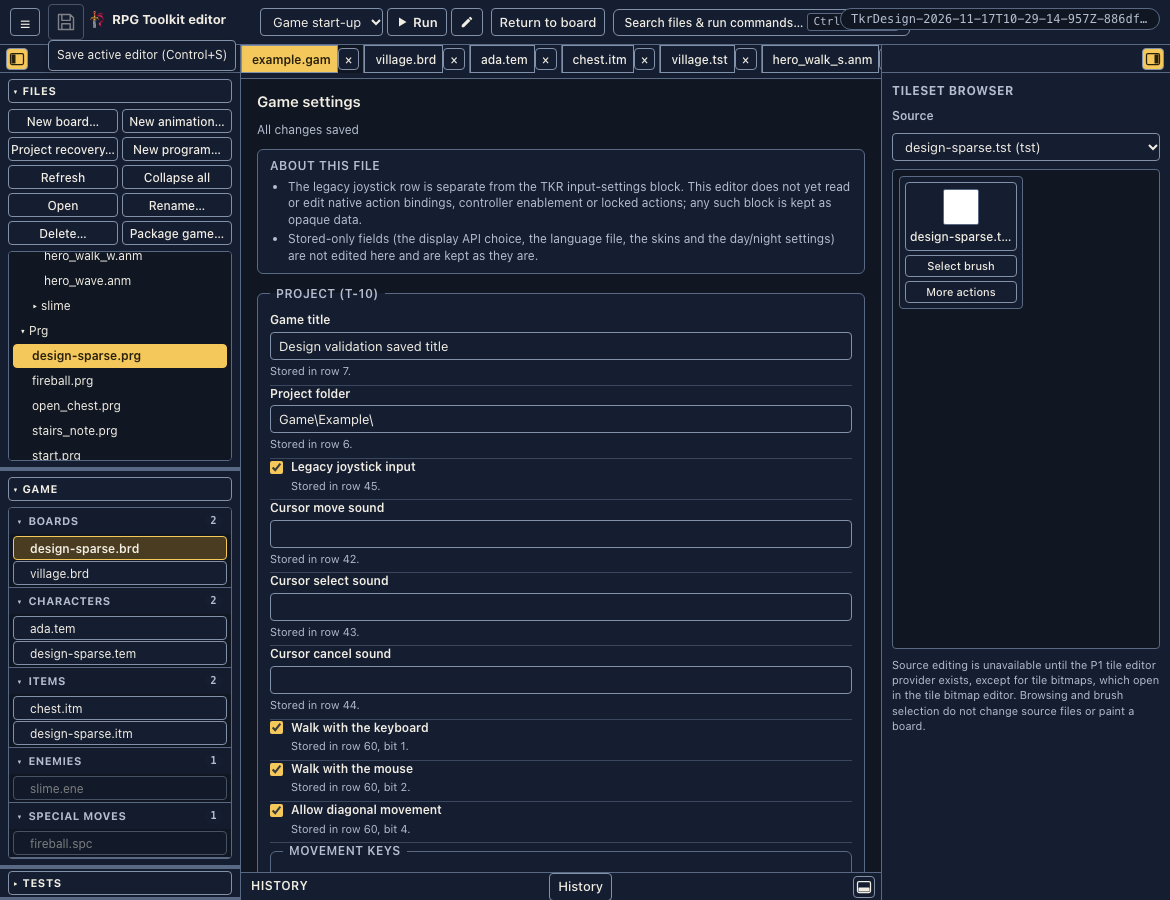 RPG Toolkit editor
Game start-up
Run
Return to board
Search files & run commands...
Ctrl
TkrDesign-2026-11-17T10-29-14-957Z-886df…
Save active editor (Control+S)
example.gam ×
village.brd ×
ada.tem ×
chest.itm ×
village.tst ×
hero_walk_s.anm
FILES
New board...
New animation...
Project recovery...
New program...
Refresh
Collapse all
Open
Rename...
Delete...
Package game...
hero_walk_w.anm
hero_wave.anm
slime
Prg
design-sparse.prg
fireball.prg
open_chest.prg
stairs_note.prg
start.prg
GAME
BOARDS 2
design-sparse.brd
village.brd
CHARACTERS 2
ada.tem
design-sparse.tem
ITEMS 2
chest.itm
design-sparse.itm
ENEMIES 1
slime.ene
SPECIAL MOVES 1
fireball.spc
TESTS
Game settings
All changes saved
ABOUT THIS FILE
• The legacy joystick row is separate from the TKR input-settings block. This editor does not yet read
or edit native action bindings, controller enablement or locked actions; any such block is kept as
opaque data.
• Stored-only fields (the display API choice, the language file, the skins and the day/night settings)
are not edited here and are kept as they are.
PROJECT (T-10)
Game title
Design validation saved title
Stored in row 7.
Project folder
Game\Example\
Stored in row 6.
Legacy joystick input
Stored in row 45.
Cursor move sound
Stored in row 42.
Cursor select sound
Stored in row 43.
Cursor cancel sound
Stored in row 44.
Walk with the keyboard
Stored in row 60, bit 1.
Walk with the mouse
Stored in row 60, bit 2.
Allow diagonal movement
Stored in row 60, bit 4.
MOVEMENT KEYS
HISTORY
History
TILESET BROWSER
Source
design-sparse.tst (tst)
design-sparse.t...
Select brush
More actions
Source editing is unavailable until the P1 tile editor
provider exists, except for tile bitmaps, which open
in the tile bitmap editor. Browsing and brush
selection do not change source files or paint a
board.